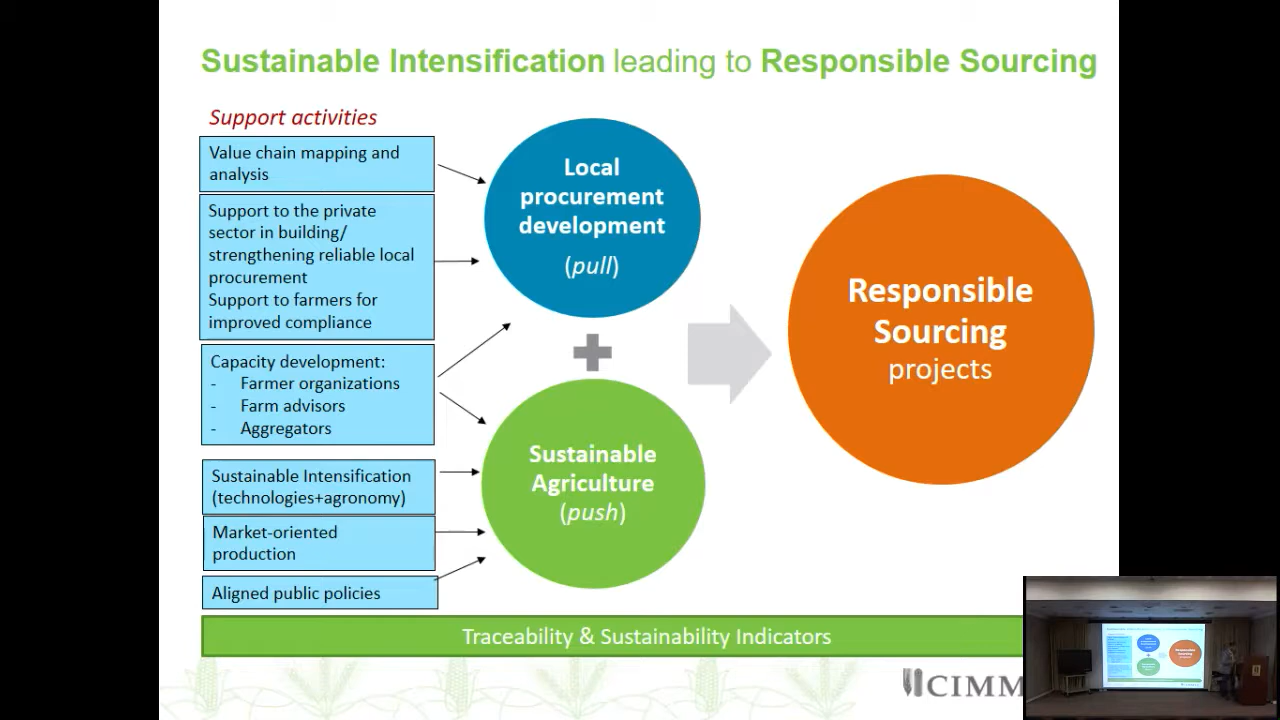 Sustainable Intensification leading to Responsible Sourcing
Support activities
Value chain mapping and
analysis
Support to the private
sector in building/
strengthening reliable local
procurement
Support to farmers for
improved compliance
Capacity development:
- Farmer organizations
- Farm advisors
- Aggregators
Sustainable Intensification
(technologies+agronomy)
Market-oriented
production
Aligned public policies
Local
procurement
development
(pull)
Sustainable
Agriculture
(push)
Responsible
Sourcing
projects
Traceability & Sustainability Indicators
CIMM